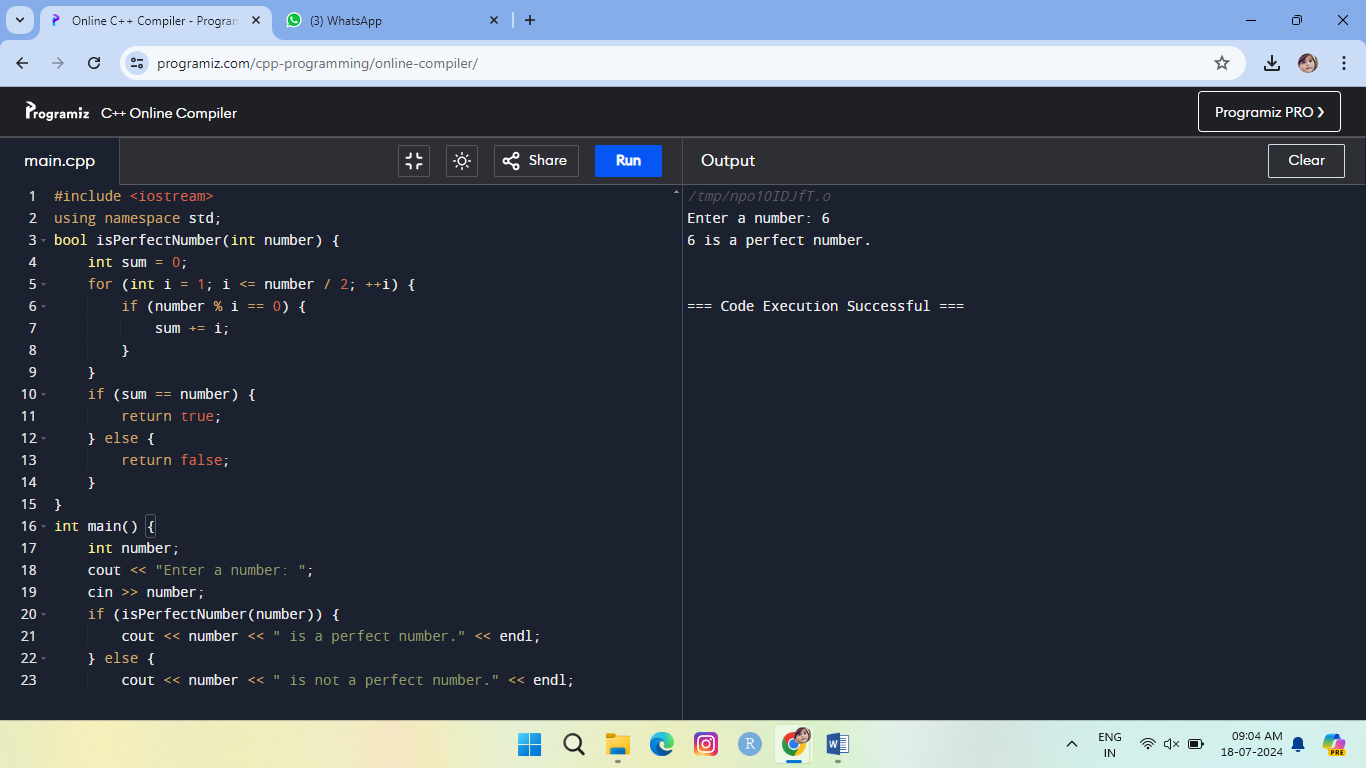 Online C++ Compiler - Program
(3) WhatsApp
programiz.com/cpp-programming/online-compiler/
Programiz C++ Online Compiler
Programiz PRO
main.cpp
Share
Run
Output
Clear
1 #include <iostream>
2 using namespace std;
3 bool isPerfectNumber(int number) {
4     int sum = 0;
5     for (int i = 1; i <= number / 2; ++i) {
6         if (number % i == 0) {
7             sum += i;
8         }
9     }
10     if (sum == number) {
11         return true;
12     } else {
13         return false;
14     }
15 }
16 int main() {
17     int number;
18     cout << "Enter a number: ";
19     cin >> number;
20     if (isPerfectNumber(number)) {
21         cout << number << " is a perfect number." << endl;
22     } else {
23         cout << number << " is not a perfect number." << endl;
/tmp/npo10IDJfT.o
Enter a number: 6
6 is a perfect number.
=== Code Execution Successful ===
R
W
ENG
IN
09:04 AM
18-07-2024
PRE